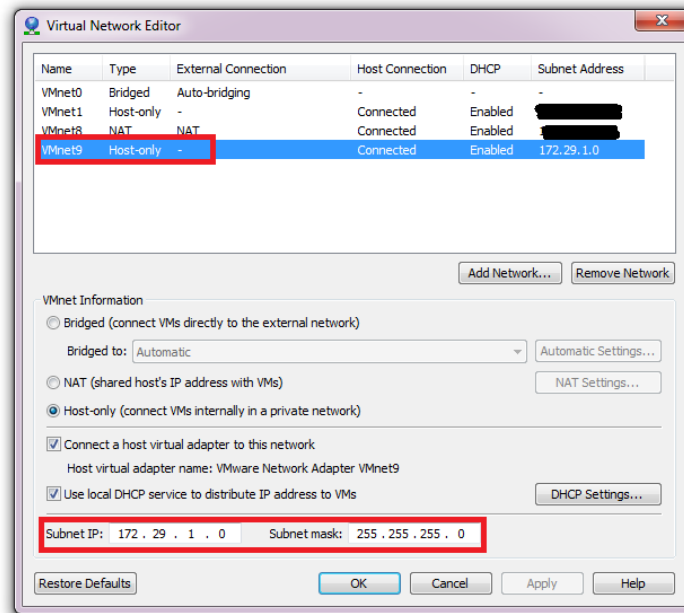 Virtual Network Editor
Name Type External Connection Host Connection DHCP Subnet Address
VMnet0 Bridged Auto-bridging - - -
VMnet1 Host-only - Connected Enabled
VMnet8 NAT NAT Connected Enabled
VMnet9 Host-only - Connected Enabled 172.29.1.0
Add Network... Remove Network
VMnet Information
Bridged (connect VMs directly to the external network)
Bridged to: Automatic Automatic Settings...
NAT (shared host's IP address with VMs) NAT Settings...
Host-only (connect VMs internally in a private network)
Connect a host virtual adapter to this network
Host virtual adapter name: VMware Network Adapter VMnet9
Use local DHCP service to distribute IP address to VMs DHCP Settings...
Subnet IP: 172 . 29 . 1 . 0 Subnet mask: 255 . 255 . 255 . 0
Restore Defaults OK Cancel Apply Help